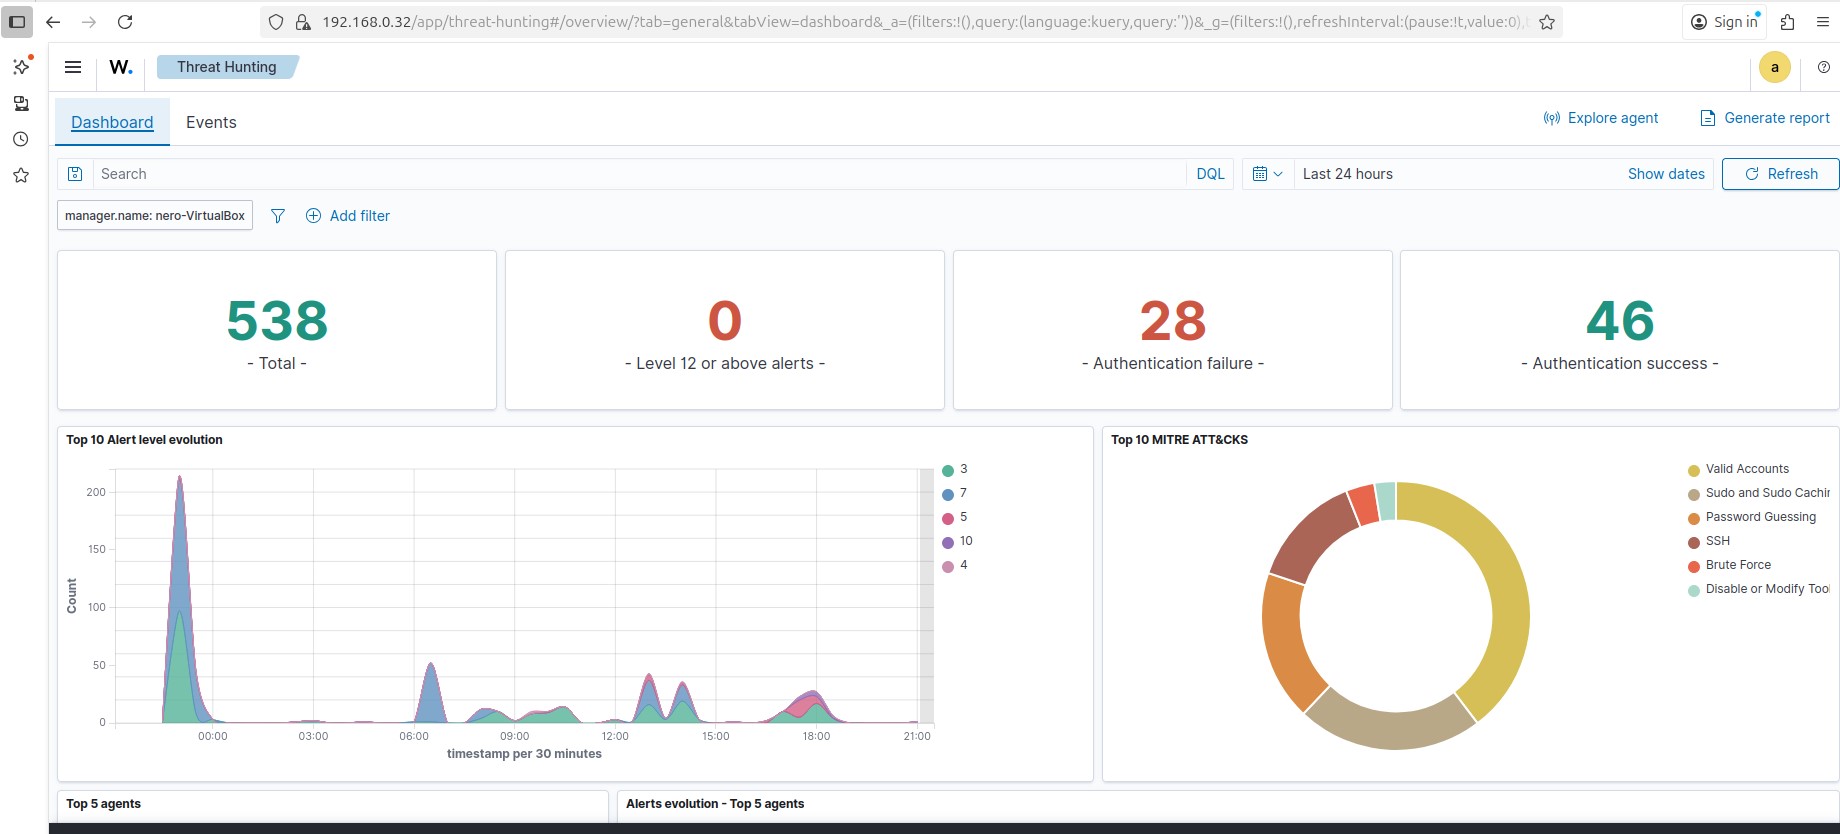 192.168.0.32/app/threat-hunting#/overview/?tab=general&tabView=dashboard&_a=(filters:!(),query:(language:kuery,query:''))&_g=(filters:!(),refreshInterval:(pause:!t,value:0),
Sign in
W.
Threat Hunting
a
Dashboard
Events
Explore agent
Generate report
Search
DQL
Last 24 hours
Show dates
Refresh
manager.name: nero-VirtualBox
Add filter
538
- Total -
0
- Level 12 or above alerts -
28
- Authentication failure -
46
- Authentication success -
Top 10 Alert level evolution
200
150
100
50
0
Count
00:00
03:00
06:00
09:00
12:00
15:00
18:00
21:00
timestamp per 30 minutes
3
7
5
10
4
Top 10 MITRE ATT&CKS
Valid Accounts
Sudo and Sudo Cachin
Password Guessing
SSH
Brute Force
Disable or Modify Tool
Top 5 agents
Alerts evolution - Top 5 agents